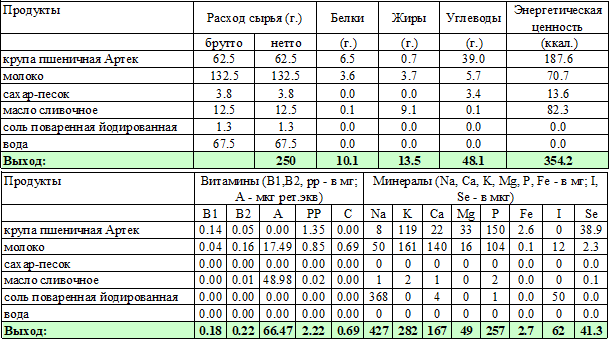 Продукты Расход сырья (г.) Белки Жиры Углеводы Энергетическая ценность
брутто нетто (г.) (г.) (г.) (ккал.)
крупа пшеничная Артек 62.5 62.5 6.5 0.7 39.0 187.6
молоко 132.5 132.5 3.6 3.7 5.7 70.7
сахар-песок 3.8 3.8 0.0 0.0 3.4 13.6
масло сливочное 12.5 12.5 0.1 9.1 0.1 82.3
соль поваренная йодированная 1.3 1.3 0.0 0.0 0.0 0.0
вода 67.5 67.5 0.0 0.0 0.0 0.0
Выход: 250 10.1 13.5 48.1 354.2
Продукты Витамины (B1,B2, pp - в мг; А - мкг рет.экв) Минералы (Na, Ca, K, Mg, P, Fe - в мг; I, Se - в мкг)
B1 B2 A PP C Na K Ca Mg P Fe I Se
крупа пшеничная Артек 0.14 0.05 0.00 1.35 0.00 8 119 22 33 150 2.6 0 38.9
молоко 0.04 0.16 17.49 0.85 0.69 50 161 140 16 104 0.1 12 2.3
сахар-песок 0.00 0.00 0.00 0.00 0.00 0 0 0 0 0 0.0 0 0.0
масло сливочное 0.00 0.01 48.98 0.02 0.00 1 2 1 0 2 0.0 0 0.1
соль поваренная йодированная 0.00 0.00 0.00 0.00 0.00 368 0 4 0 1 0.0 50 0.0
вода 0.00 0.00 0.00 0.00 0.00 0 0 0 0 0 0.0 0 0.0
Выход: 0.18 0.22 66.47 2.22 0.69 427 282 167 49 257 2.7 62 41.3